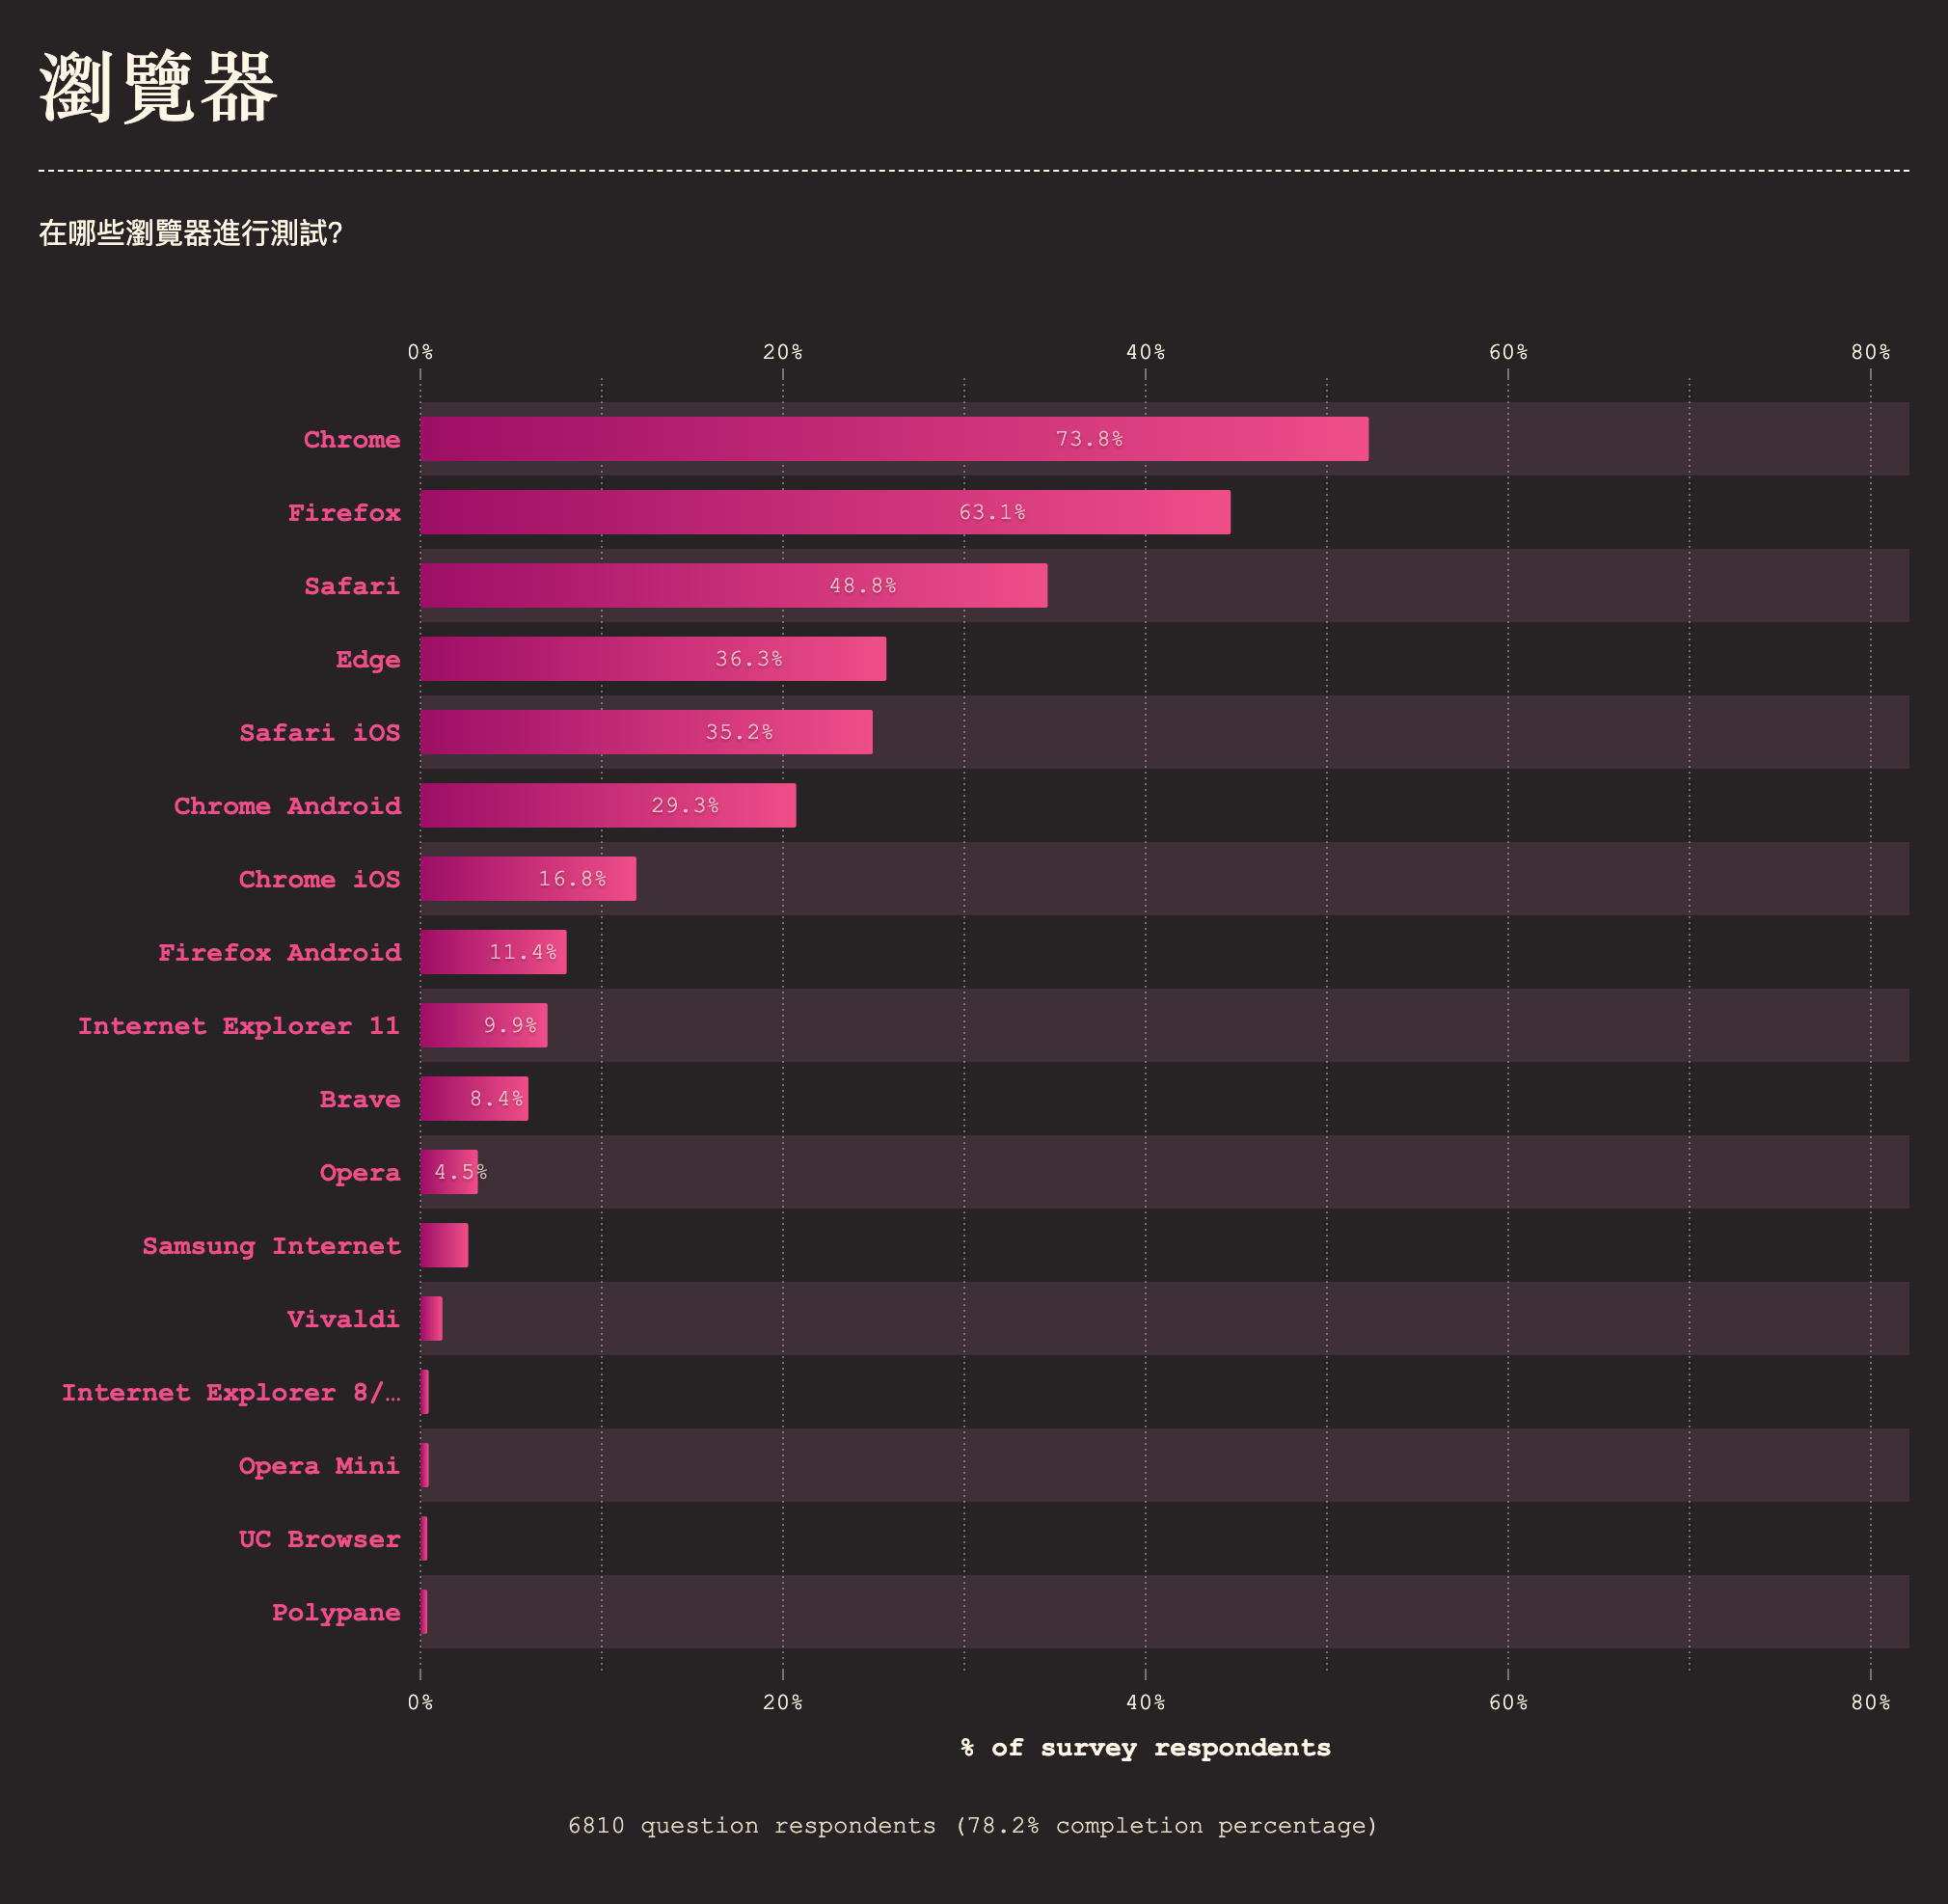 瀏覽器
在哪些瀏覽器進行測試?
0% 20% 40% 60% 80%
Chrome 73.8%
Firefox 63.1%
Safari 48.8%
Edge 36.3%
Safari iOS 35.2%
Chrome Android 29.3%
Chrome iOS 16.8%
Firefox Android 11.4%
Internet Explorer 11 9.9%
Brave 8.4%
Opera 4.5%
Samsung Internet
Vivaldi
Internet Explorer 8/…
Opera Mini
UC Browser
Polypane
0% 20% 40% 60% 80%
% of survey respondents
6810 question respondents (78.2% completion percentage)